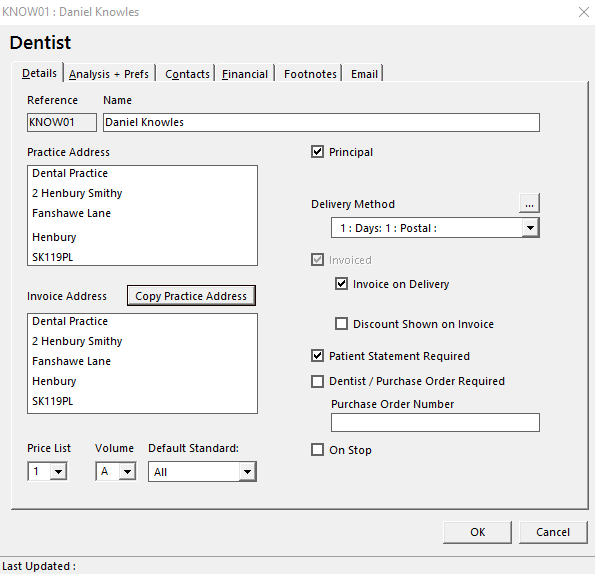 KNOW01 : Daniel Knowles
Dentist
Details Analysis + Prefs Contacts Financial Footnotes Email
Reference Name
KNOW01 Daniel Knowles
Practice Address
Dental Practice
2 Henbury Smithy
Fanshawe Lane
Henbury
SK119PL
Invoice Address Copy Practice Address
Dental Practice
2 Henbury Smithy
Fanshawe Lane
Henbury
SK119PL
Price List Volume Default Standard:
1 A All
Principal
Delivery Method ...
1 : Days: 1 : Postal :
Invoiced
Invoice on Delivery
Discount Shown on Invoice
Patient Statement Required
Dentist / Purchase Order Required
Purchase Order Number
On Stop
OK Cancel
Last Updated :